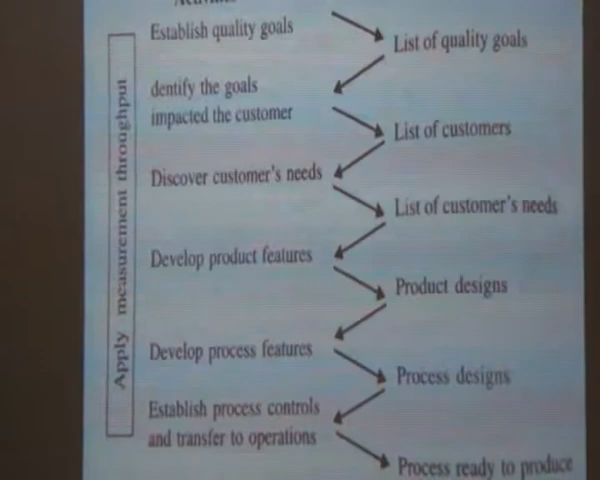 Establish quality goals
List of quality goals
dentify the goals
impacted the customer
List of customers
Discover customer's needs
List of customer's needs
Develop product features
Product designs
Develop process features
Process designs
Establish process controls
and transfer to operations
Process ready to produce
Apply measurement throughput